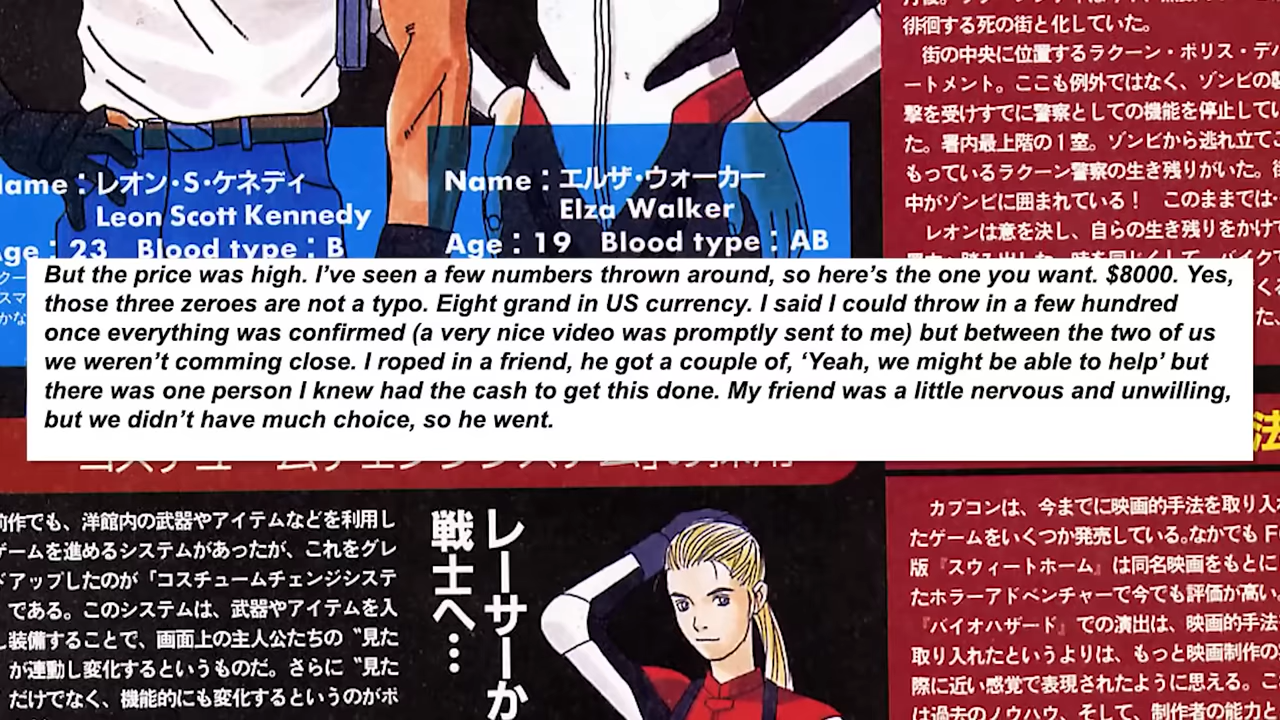 徘徊する死の街と化していた。
街の中央に位置するラクーン・ポリス・デパ
ートメント。ここも例外ではなく、ゾンビの襲
撃を受けすでに警察としての機能を停止してい
た。署内最上階の1室。ゾンビから逃れ立てこ
もっているラクーン警察の生き残りがいた。街
中がゾンビに囲まれている! このままでは…
レオンは意を決し、自らの生き残りをかけて
Name:レオン・S・ケネディ
Leon Scott Kennedy
Age:23 Blood type:B
Name:エルザ・ウォーカー
Elza Walker
Age:19 Blood type:AB
But the price was high. I've seen a few numbers thrown around, so here's the one you want. $8000. Yes,
those three zeroes are not a typo. Eight grand in US currency. I said I could throw in a few hundred
once everything was confirmed (a very nice video was promptly sent to me) but between the two of us
we weren't comming close. I roped in a friend, he got a couple of, 'Yeah, we might be able to help' but
there was one person I knew had the cash to get this done. My friend was a little nervous and unwilling,
but we didn't have much choice, so he went.
前作でも、洋館内の武器やアイテムなどを利用し
ゲームを進めるシステムがあったが、これをグレ
ードアップしたのが「コスチュームチェンジシステ
である。このシステムは、武器やアイテムを入
し装備することで、画面上の主人公たちの〝見た
が連動し変化するというものだ。さらに〝見た
だけでなく、機能的にも変化するというのがポ
レーサーか
戦士へ…
法
カプコンは、今までに映画的手法を取り入れ
たゲームをいくつか発売している。なかでもF
版『スウィートホーム』は同名映画をもとに
たホラーアドベンチャーで今でも評価が高い。
『バイオハザード』での演出は、映画的手法
取り入れたというよりは、もっと映画制作の
際に近い感覚で表現されたように思える。こ
は過去のノウハウ、そして、制作者の能力と